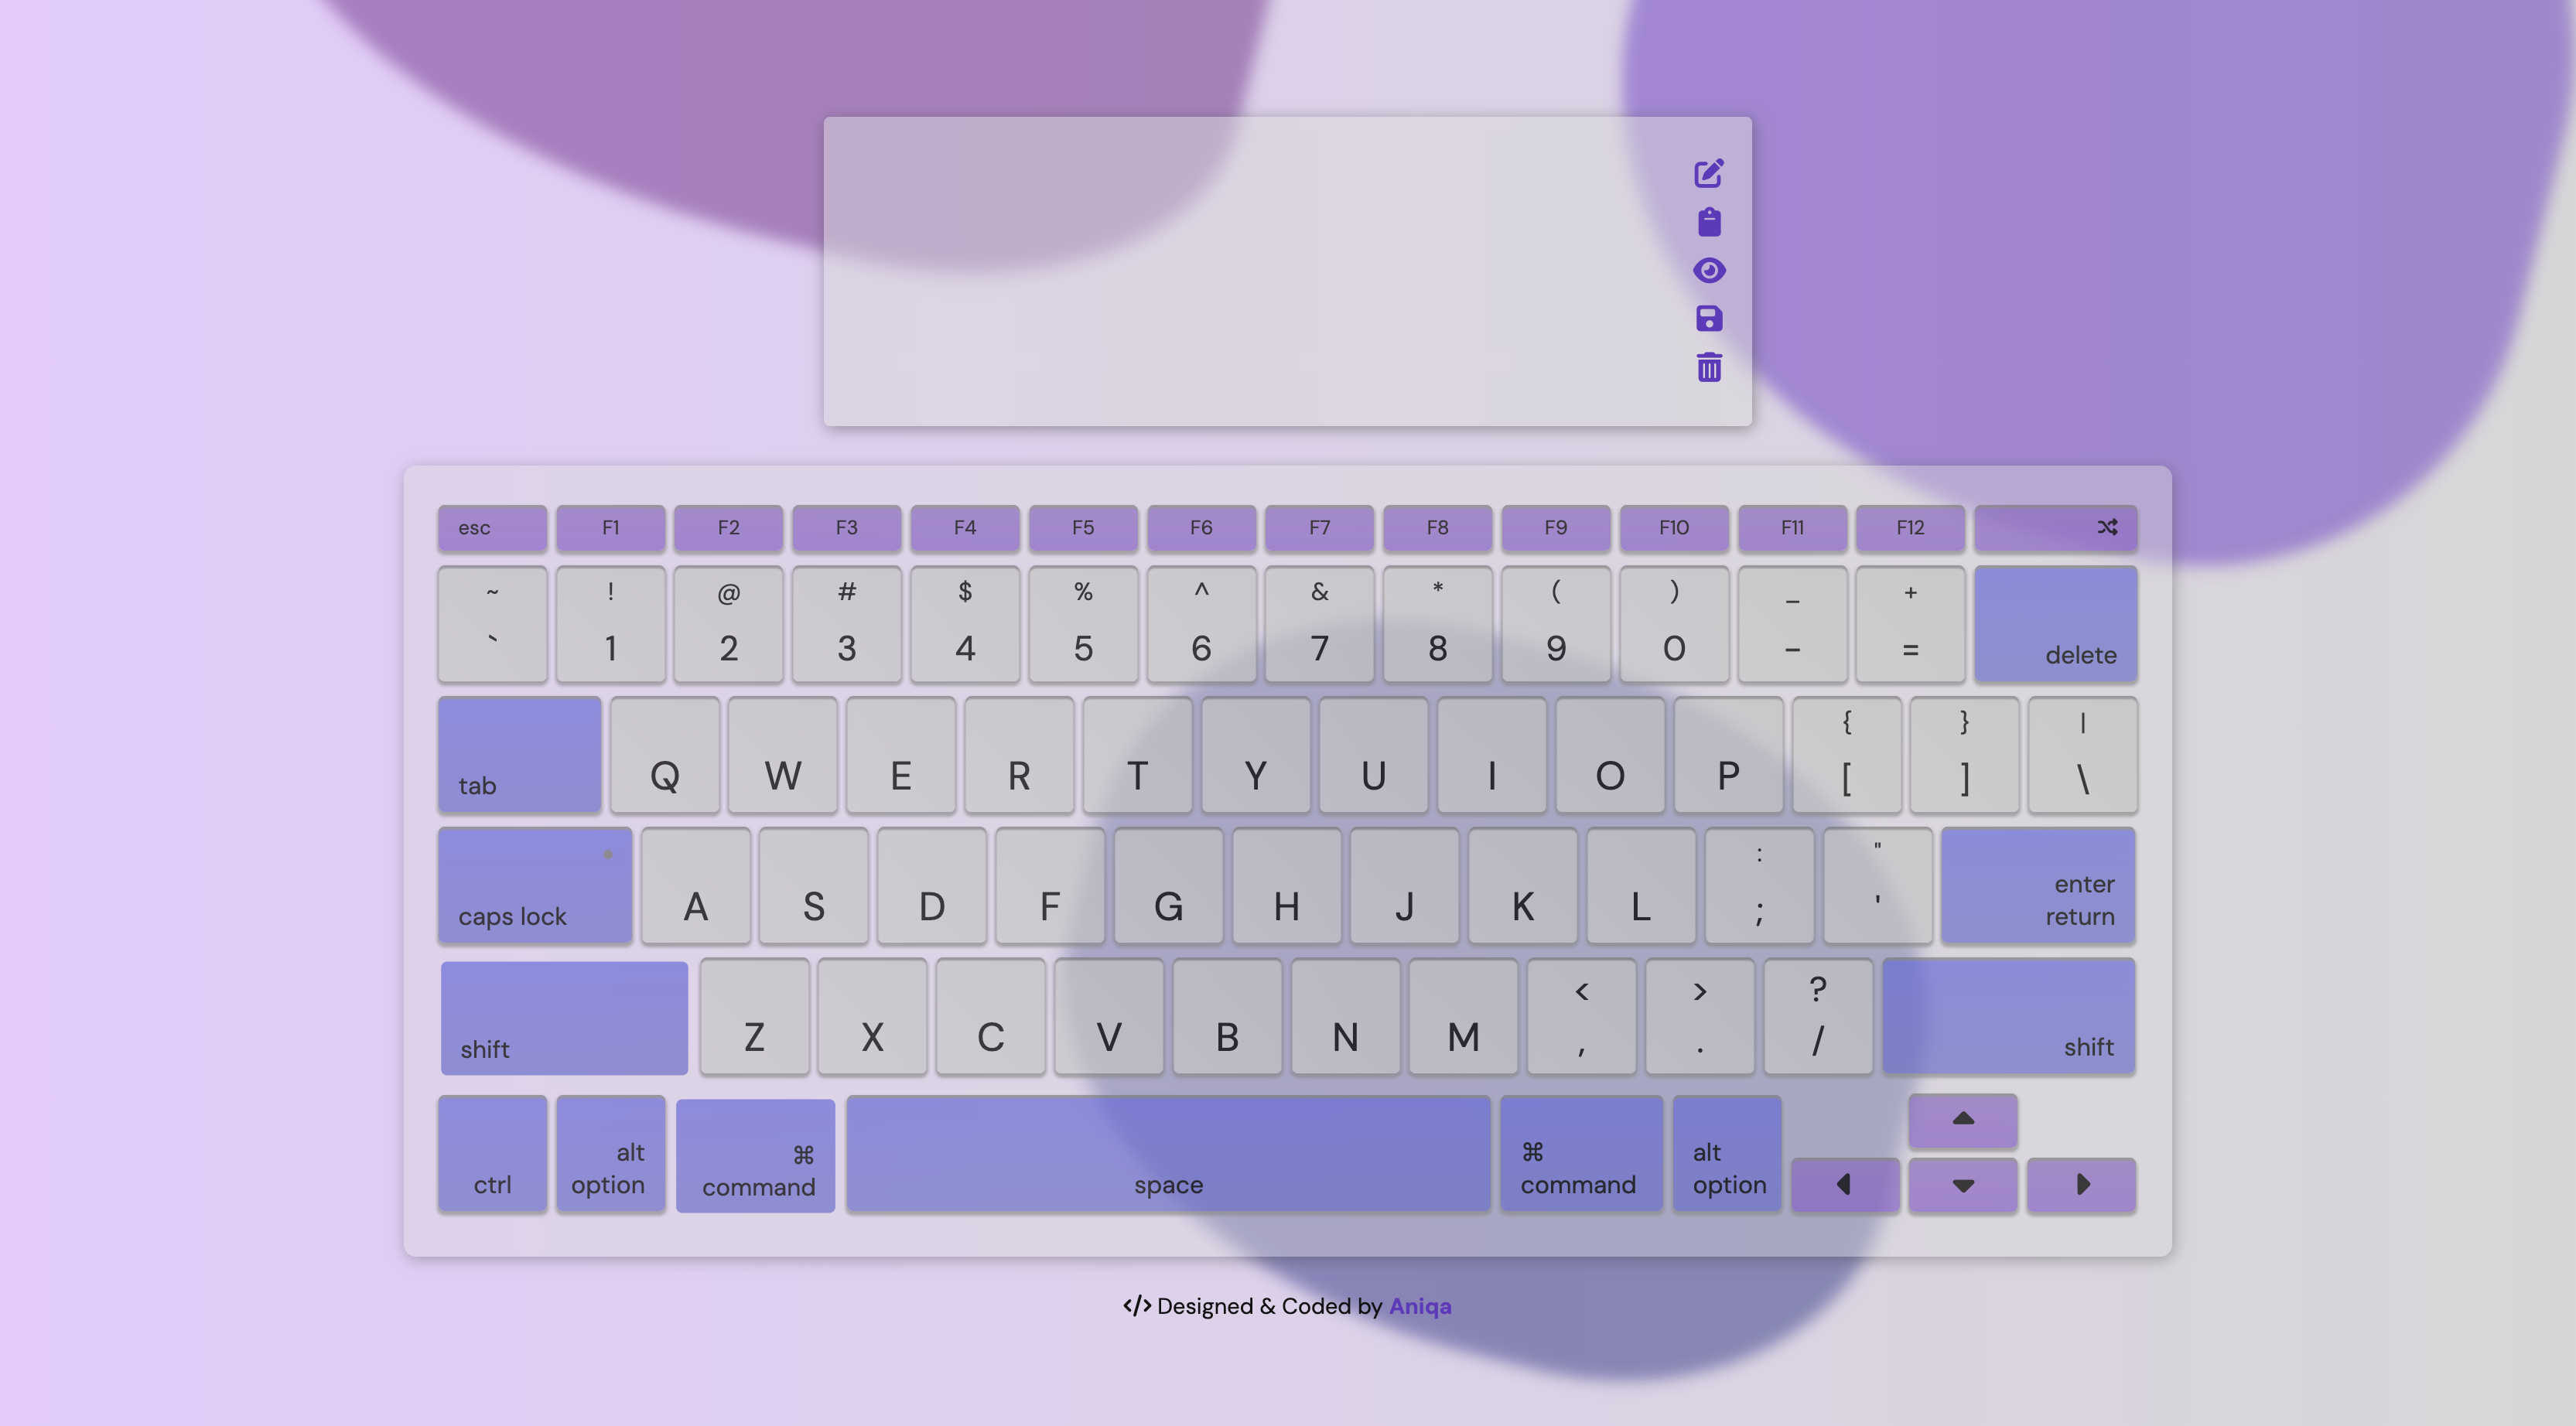 esc F1 F2 F3 F4 F5 F6 F7 F8 F9 F10 F11 F12
~ ! @ # $ % ^ & * ( ) _ +
` 1 2 3 4 5 6 7 8 9 0 - = delete
{ } |
tab Q W E R T Y U I O P [ ] \
: " enter
caps lock A S D F G H J K L ; ' return
< > ?
shift Z X C V B N M , . / shift
alt ⌘ ⌘ alt
ctrl option command space command option
</> Designed & Coded by Aniqa